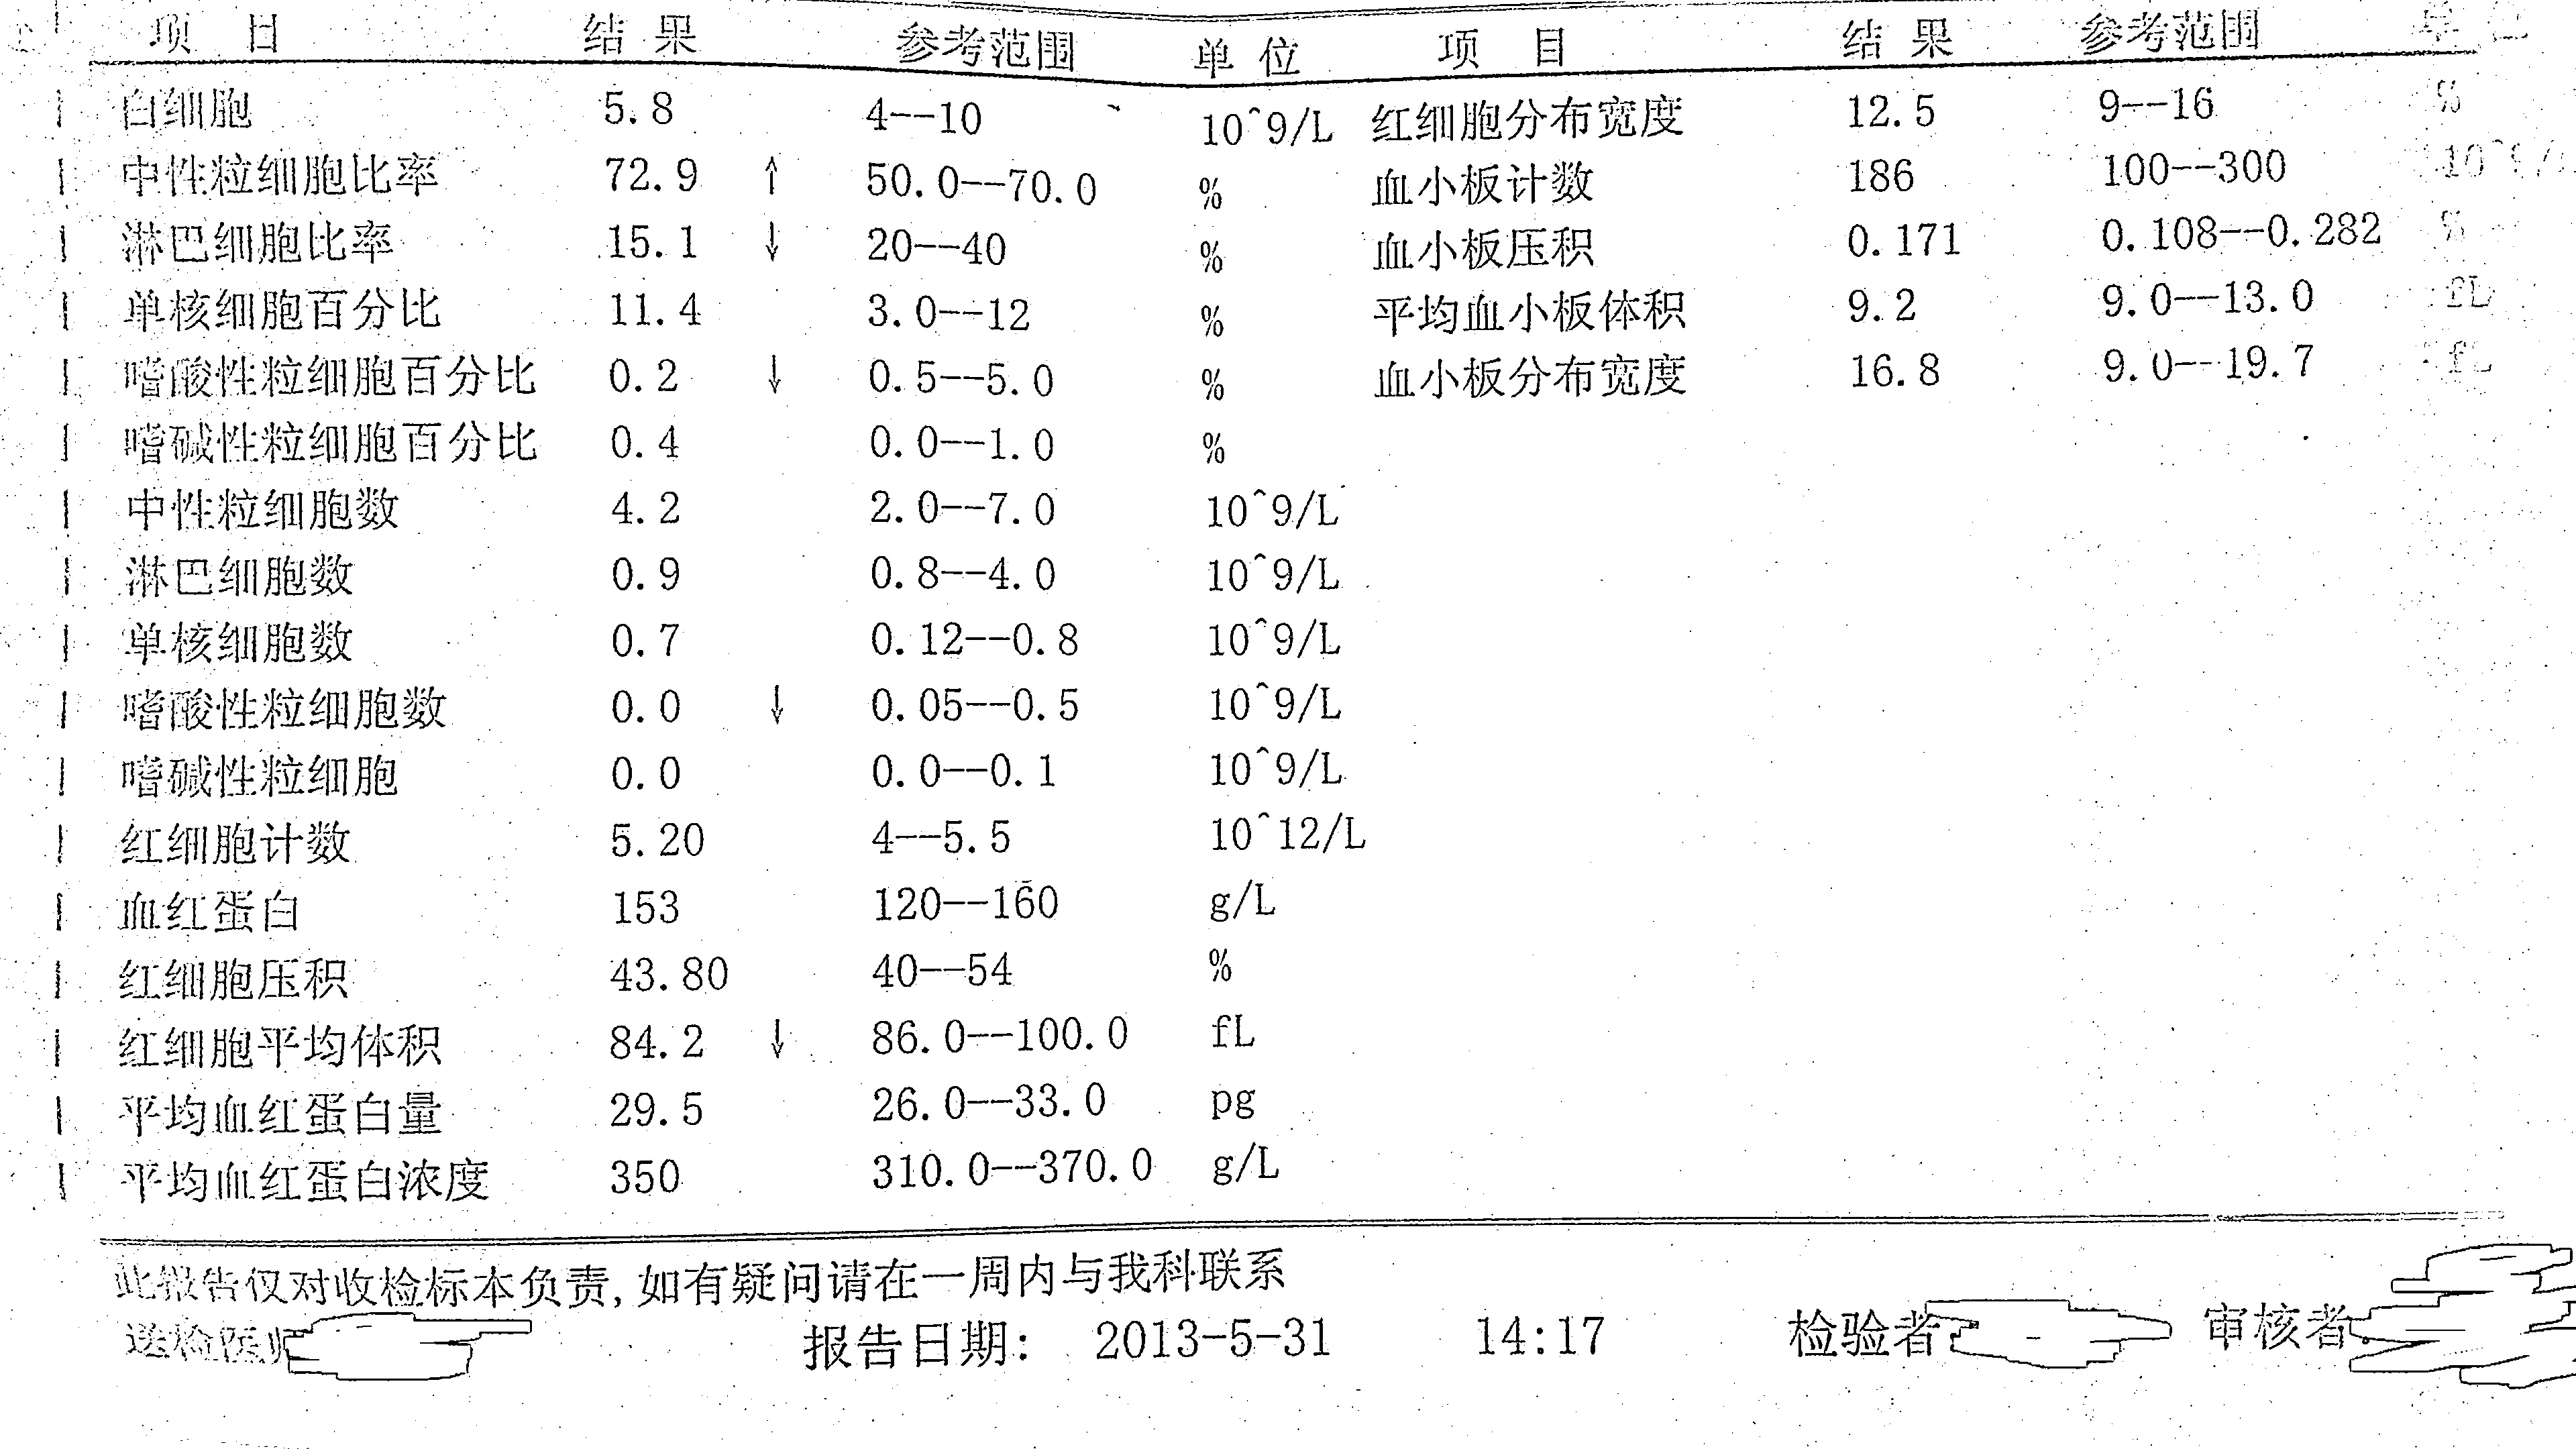 项 目 结 果 参考范围 单 位 项 目 结 果 参考范围 单 位
白细胞 5.8 4--10 10^9/L 红细胞分布宽度 12.5 9--16 %
中性粒细胞比率 72.9 ↑ 50.0--70.0 % 血小板计数 186 100--300 10^9/L
淋巴细胞比率 15.1 ↓ 20--40 % 血小板压积 0.171 0.108--0.282 %
单核细胞百分比 11.4 3.0--12 % 平均血小板体积 9.2 9.0--13.0 fL
嗜酸性粒细胞百分比 0.2 ↓ 0.5--5.0 % 血小板分布宽度 16.8 9.0--19.7 fL
嗜碱性粒细胞百分比 0.4 0.0--1.0 %
中性粒细胞数 4.2 2.0--7.0 10^9/L
淋巴细胞数 0.9 0.8--4.0 10^9/L
单核细胞数 0.7 0.12--0.8 10^9/L
嗜酸性粒细胞数 0.0 ↓ 0.05--0.5 10^9/L
嗜碱性粒细胞 0.0 0.0--0.1 10^9/L
红细胞计数 5.20 4--5.5 10^12/L
血红蛋白 153 120--160 g/L
红细胞压积 43.80 40--54 %
红细胞平均体积 84.2 ↓ 86.0--100.0 fL
平均血红蛋白量 29.5 26.0--33.0 pg
平均血红蛋白浓度 350 310.0--370.0 g/L
此报告仅对收检标本负责,如有疑问请在一周内与我科联系
送检医师 报告日期: 2013-5-31 14:17 检验者 审核者